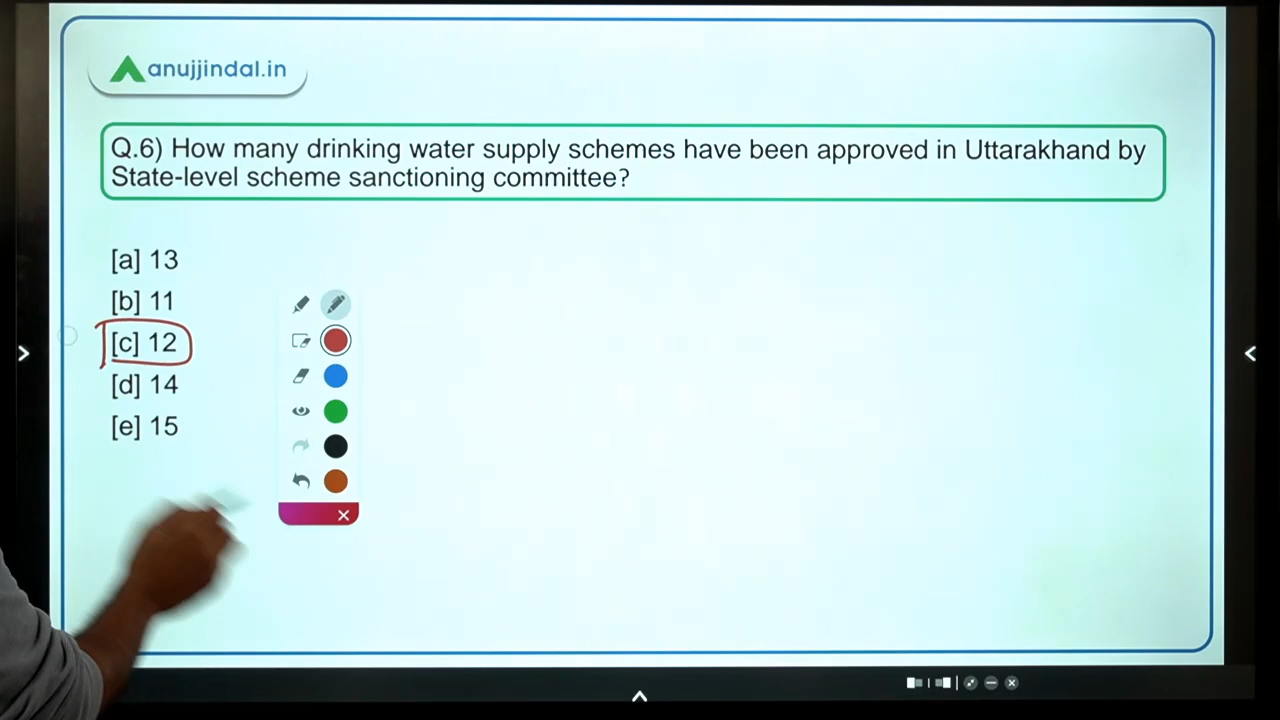 anujjindal.in
Q.6) How many drinking water supply schemes have been approved in Uttarakhand by
State-level scheme sanctioning committee?
[a] 13
[b] 11
[c] 12
[d] 14
[e] 15